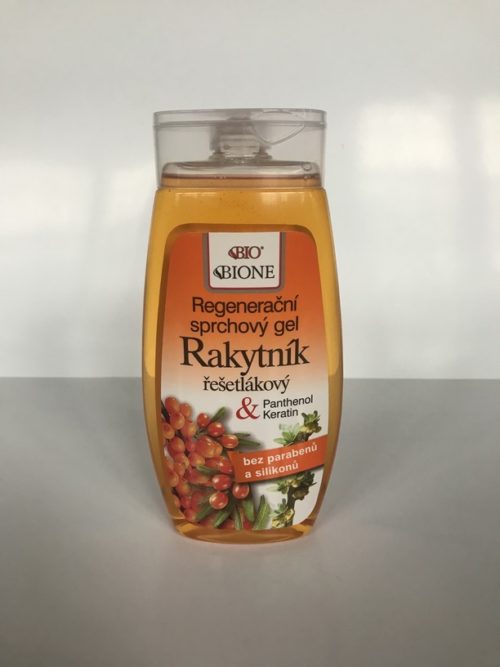 BIO®
BIONE
Regenerační
sprchový gel
Rakytník
řešetlákový
& Panthenol
Keratin
bez parabenů
a silikonů